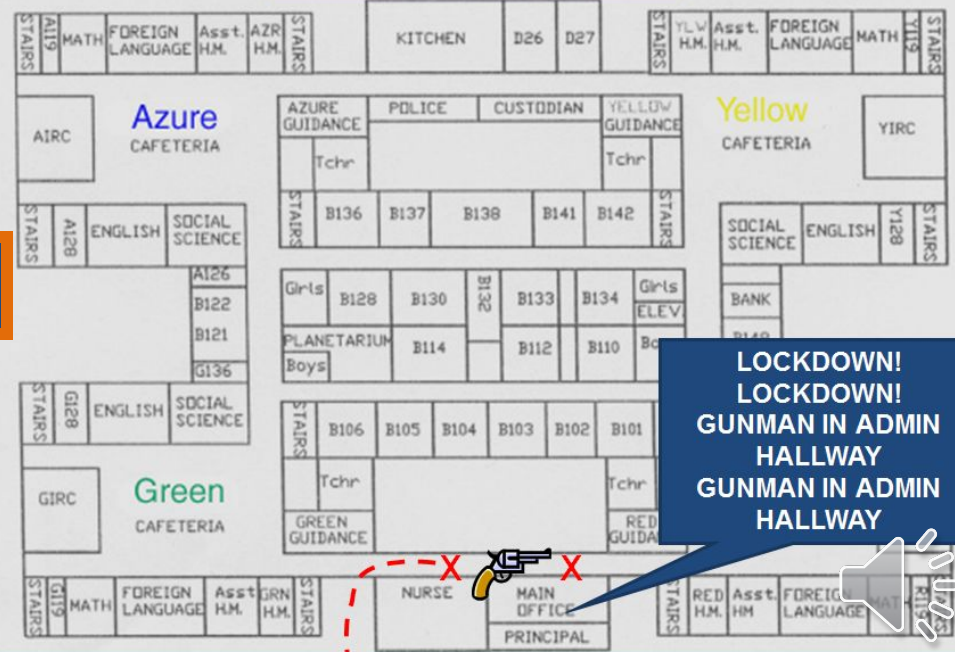 STAIRS
A119
MATH
FOREIGN
LANGUAGE
Asst.
H.M.
AZR
H.M.
STAIRS
KITCHEN
D26
D27
STAIRS
YLW
H.M.
Asst.
H.M.
FOREIGN
LANGUAGE
MATH
Y119
STAIRS
AIRC
Azure
CAFETERIA
AZURE
GUIDANCE
POLICE
CUSTODIAN
YELLOW
GUIDANCE
Yellow
CAFETERIA
YIRC
Tchr
Tchr
STAIRS
A128
ENGLISH
SOCIAL
SCIENCE
STAIRS
B136
B137
B138
B141
B142
STAIRS
SOCIAL
SCIENCE
ENGLISH
Y128
STAIRS
A126
B122
B121
G136
Girls
B128
B130
B132
B133
B134
Girls
ELEV.
BANK
PLANETARIUM
Boys
B114
B112
B110
LOCKDOWN!
LOCKDOWN!
GUNMAN IN ADMIN
HALLWAY
GUNMAN IN ADMIN
HALLWAY
STAIRS
G128
ENGLISH
SOCIAL
SCIENCE
STAIRS
B106
B105
B104
B103
B102
B101
GIRC
Green
CAFETERIA
Tchr
GREEN
GUIDANCE
Tchr
RED
X
X
STAIRS
G119
MATH
FOREIGN
LANGUAGE
Asst
H.M.
GRN
H.M.
STAIRS
NURSE
MAIN
OFFICE
PRINCIPAL
STAIRS
RED
H.M.
Asst.
HM
FOREIGN
LANGUAGE
MATH
R119
STAIRS